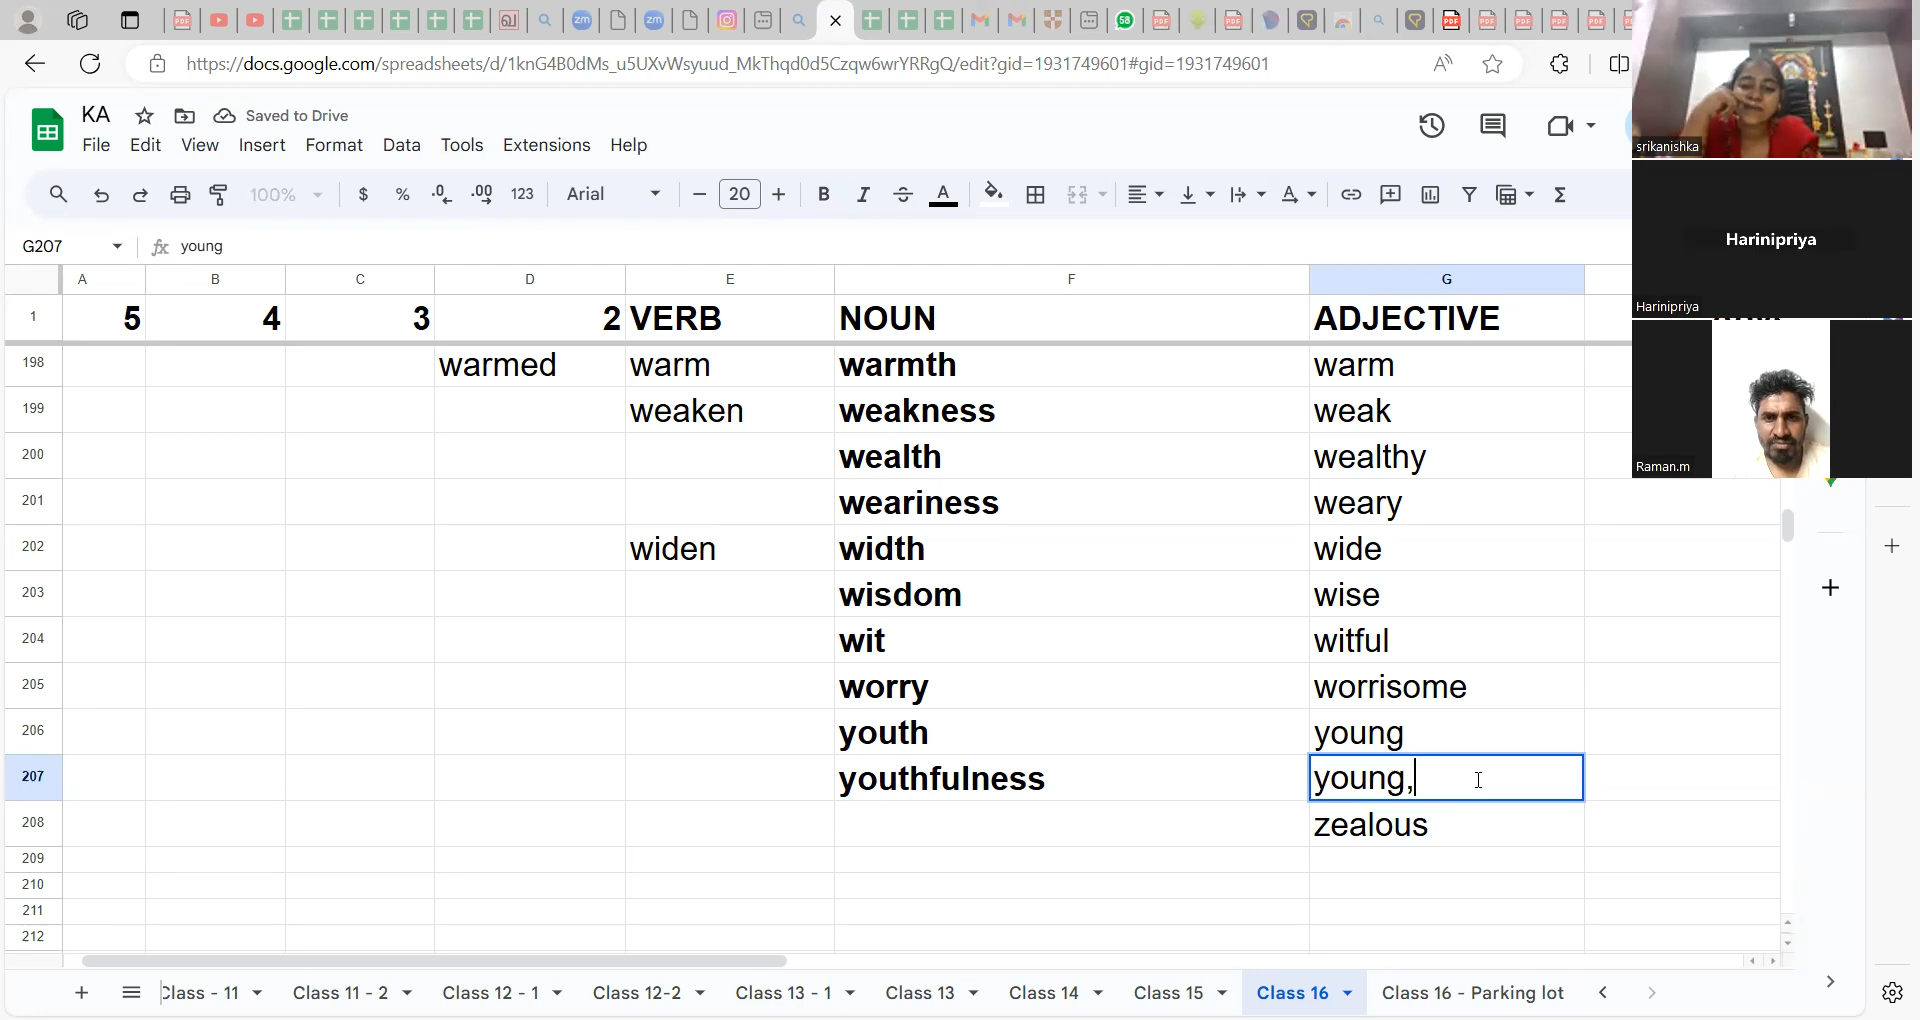 https://docs.google.com/spreadsheets/d/1knG4B0dMs_u5UXvWsyuud_MkThqd0d5Czqw6wrYRRgQ/edit?gid=1931749601#gid=1931749601
KA Saved to Drive
File Edit View Insert Format Data Tools Extensions Help
100% $ % .0 .00 123 Arial 20
G207 young
A B C D E F G
1 5 4 3 2 VERB NOUN ADJECTIVE
198 warmed warm warmth warm
199 weaken weakness weak
200 wealth wealthy
201 weariness weary
202 widen width wide
203 wisdom wise
204 wit witful
205 worry worrisome
206 youth young
207 youthfulness young,
208 zealous
209
210
211
212
Class - 11 Class 11 - 2 Class 12 - 1 Class 12-2 Class 13 - 1 Class 13 Class 14 Class 15 Class 16 Class 16 - Parking lot
srikanishka
Harinipriya
Harinipriya
Raman.m